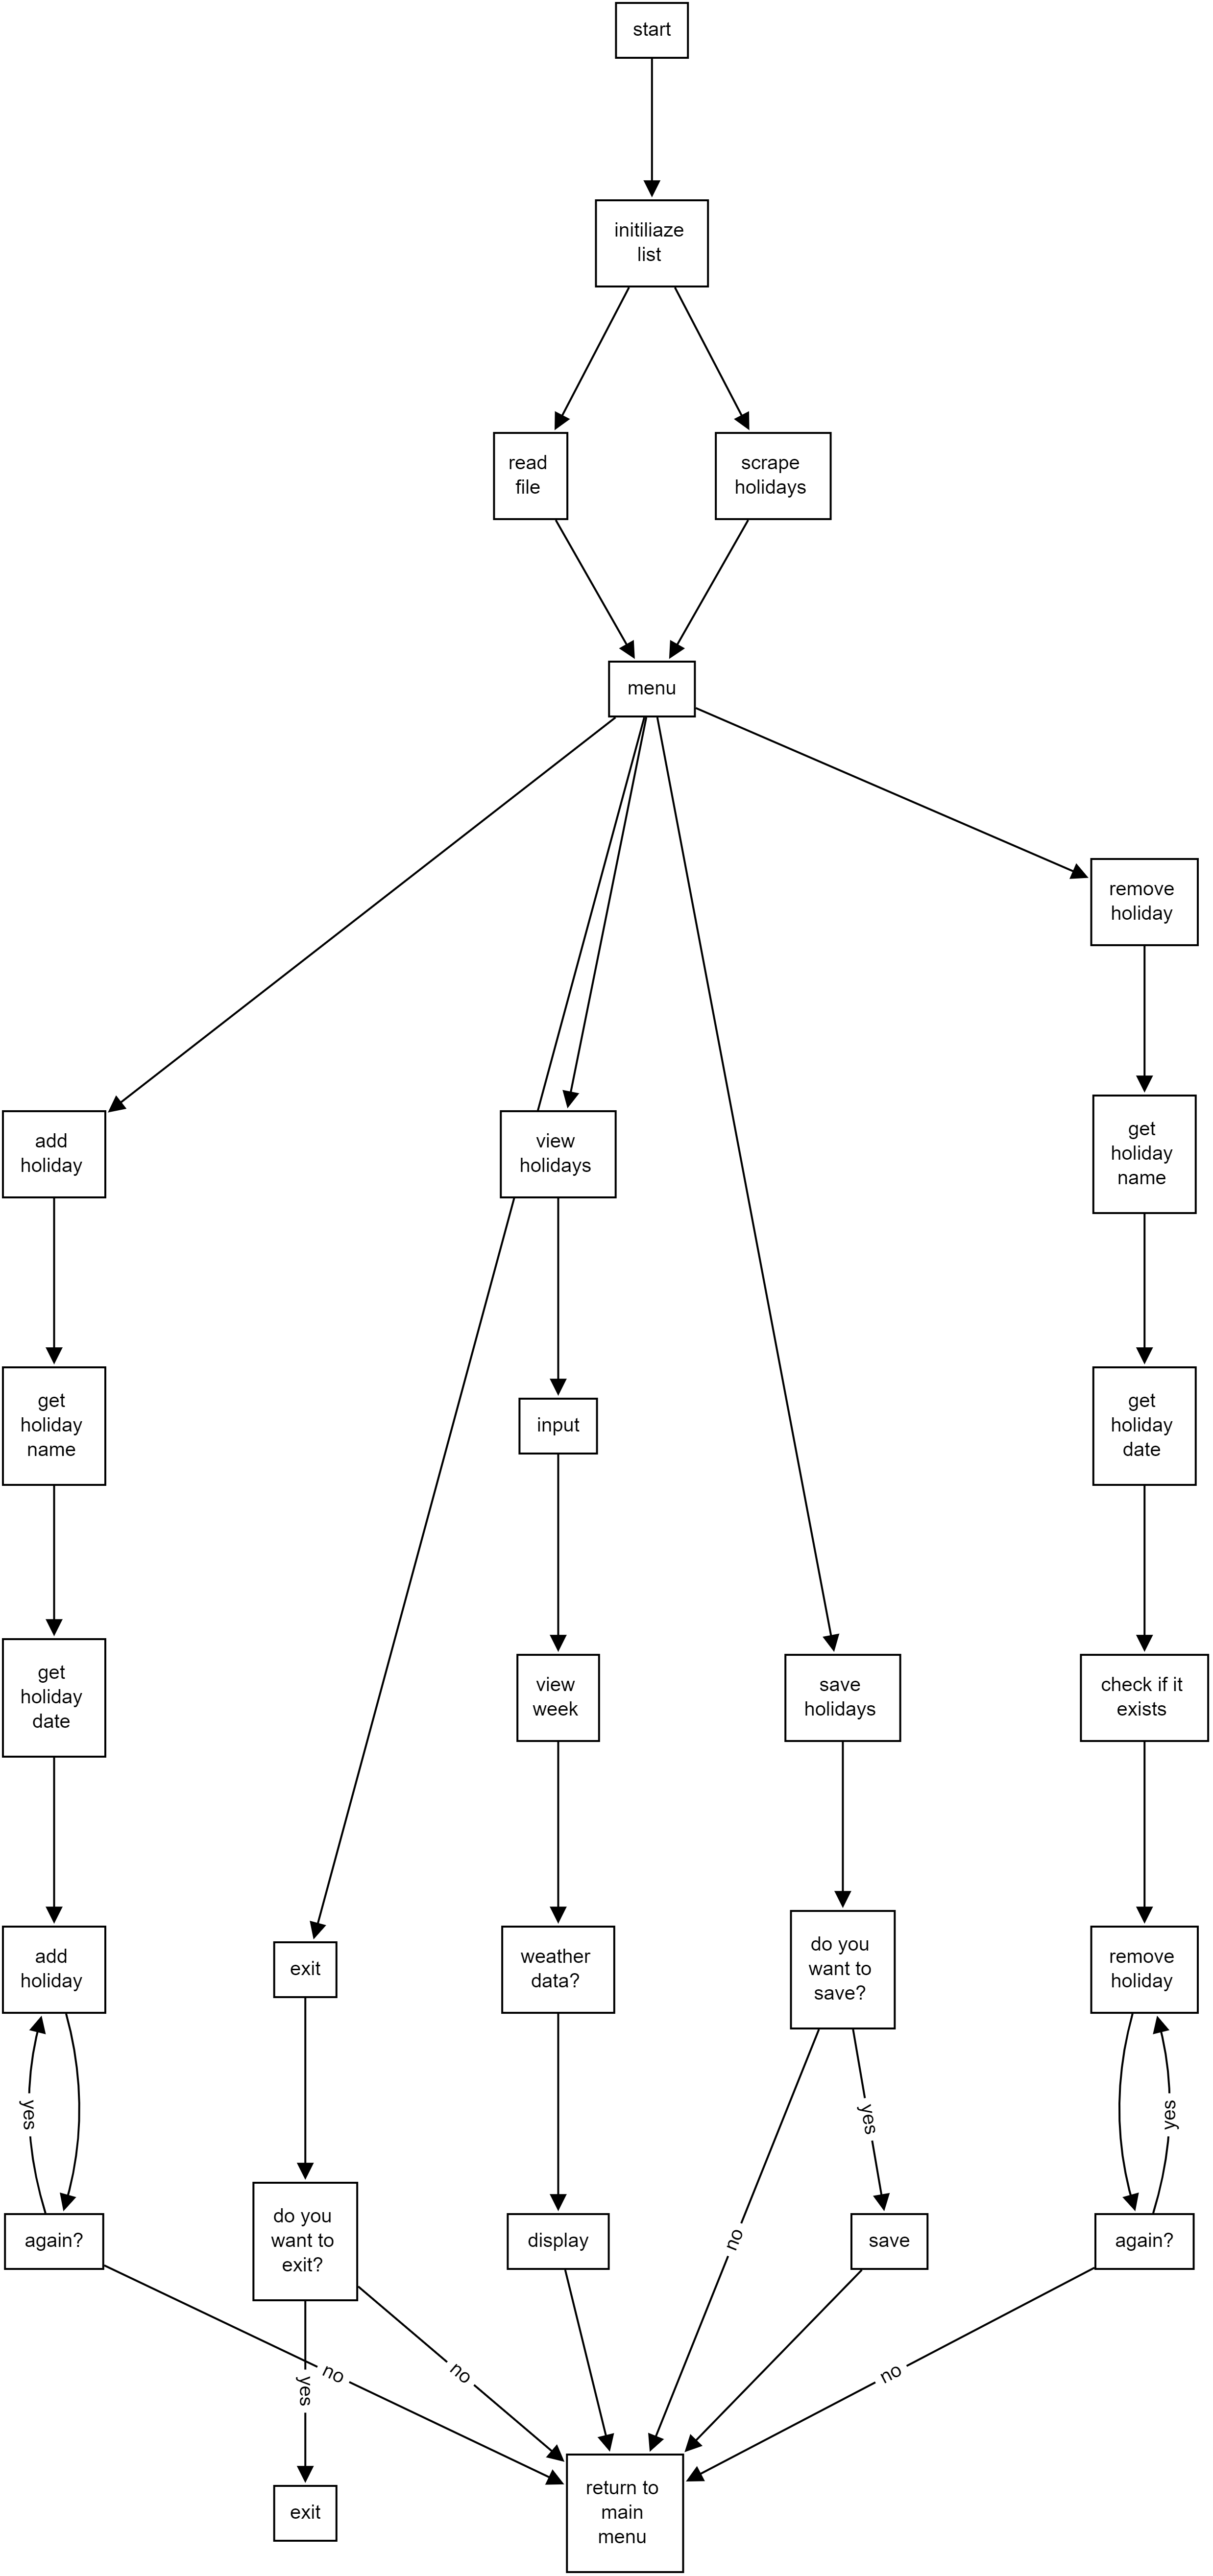 start
initiliaze
list
read
file
scrape
holidays
menu
remove
holiday
add
holiday
view
holidays
get
holiday
name
get
holiday
name
input
get
holiday
date
get
holiday
date
view
week
save
holidays
check if it
exists
add
holiday
exit
weather
data?
do you
want to
save?
remove
holiday
yes
yes
yes
again?
do you
want to
exit?
display
no
save
again?
no
yes
no
no
exit
return to
main
menu